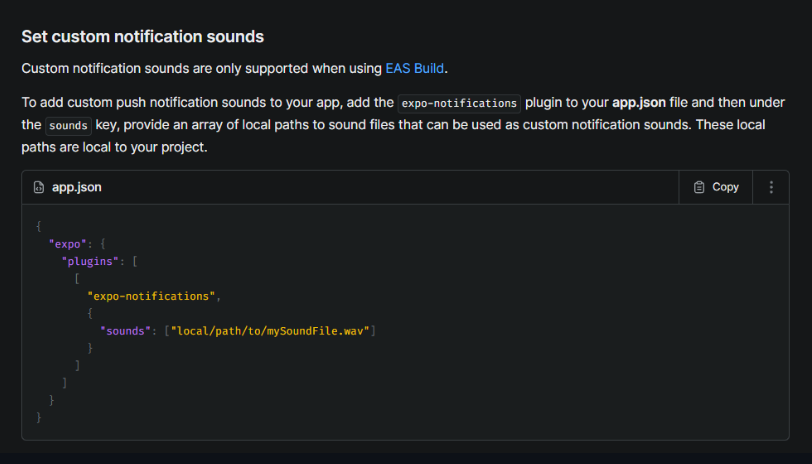 Set custom notification sounds
Custom notification sounds are only supported when using EAS Build.
To add custom push notification sounds to your app, add the expo-notifications plugin to your app.json file and then under
the sounds key, provide an array of local paths to sound files that can be used as custom notification sounds. These local
paths are local to your project.
app.json
Copy
{
  "expo": {
    "plugins": [
      [
        "expo-notifications",
        {
          "sounds": ["local/path/to/mySoundFile.wav"]
        }
      ]
    ]
  }
}